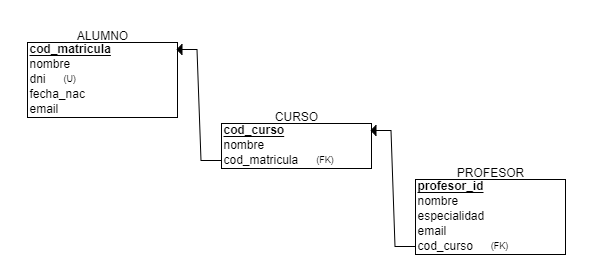 ALUMNO
cod_matricula
nombre
dni (U)
fecha_nac
email
CURSO
cod_curso
nombre
cod_matricula (FK)
PROFESOR
profesor_id
nombre
especialidad
email
cod_curso (FK)